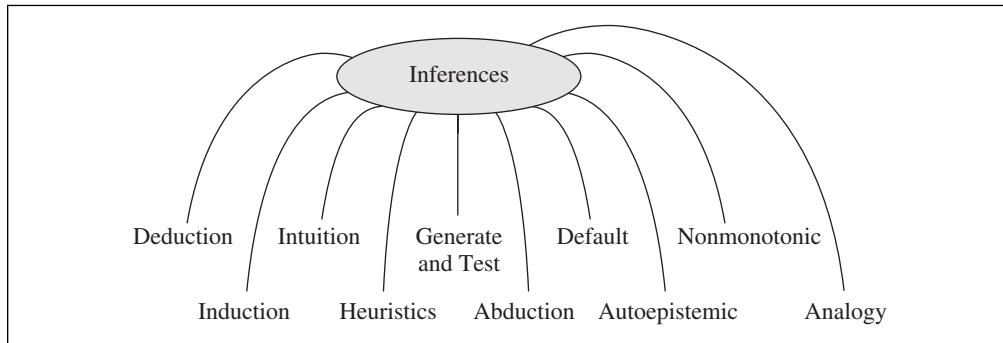 Inferences
Deduction
Intuition
Generate
and Test
Default
Nonmonotonic
Induction
Heuristics
Abduction
Autoepistemic
Analogy